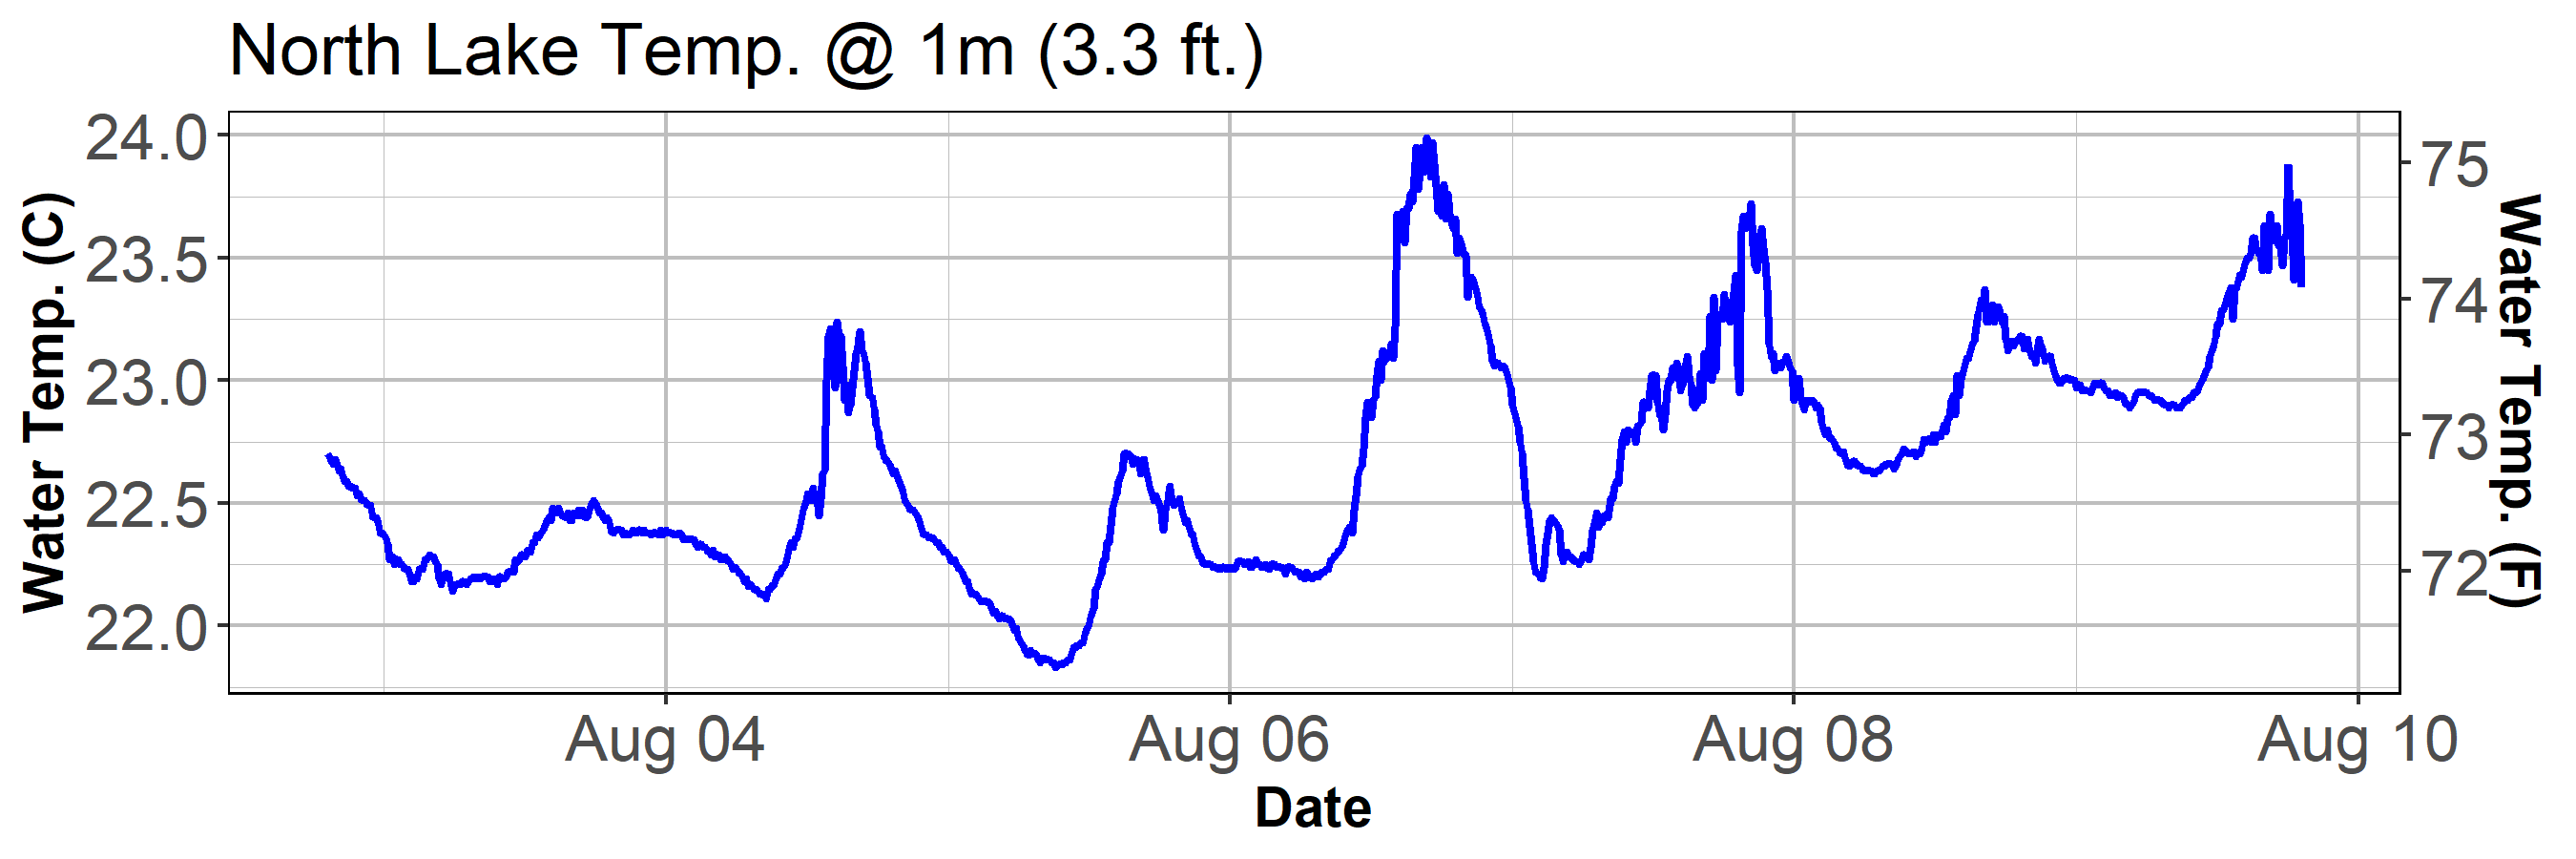 North Lake Temp. @ 1m (3.3 ft.)
Water Temp. (C)
24.0
23.5
23.0
22.5
22.0
75
74
73
72
Water Temp. (F)
Aug 04
Aug 06
Aug 08
Aug 10
Date